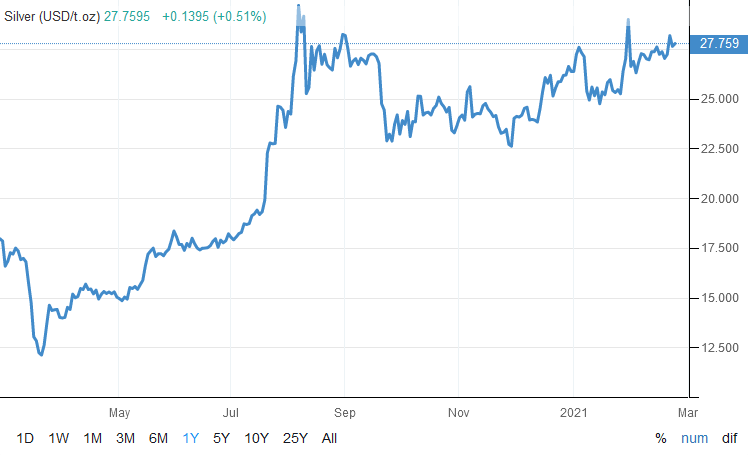 Silver (USD/t.oz) 27.7595 +0.1395 (+0.51%)
27.759
25.000
22.500
20.000
17.500
15.000
12.500
May Jul Sep Nov 2021 Mar
1D 1W 1M 3M 6M 1Y 5Y 10Y 25Y All % num dif